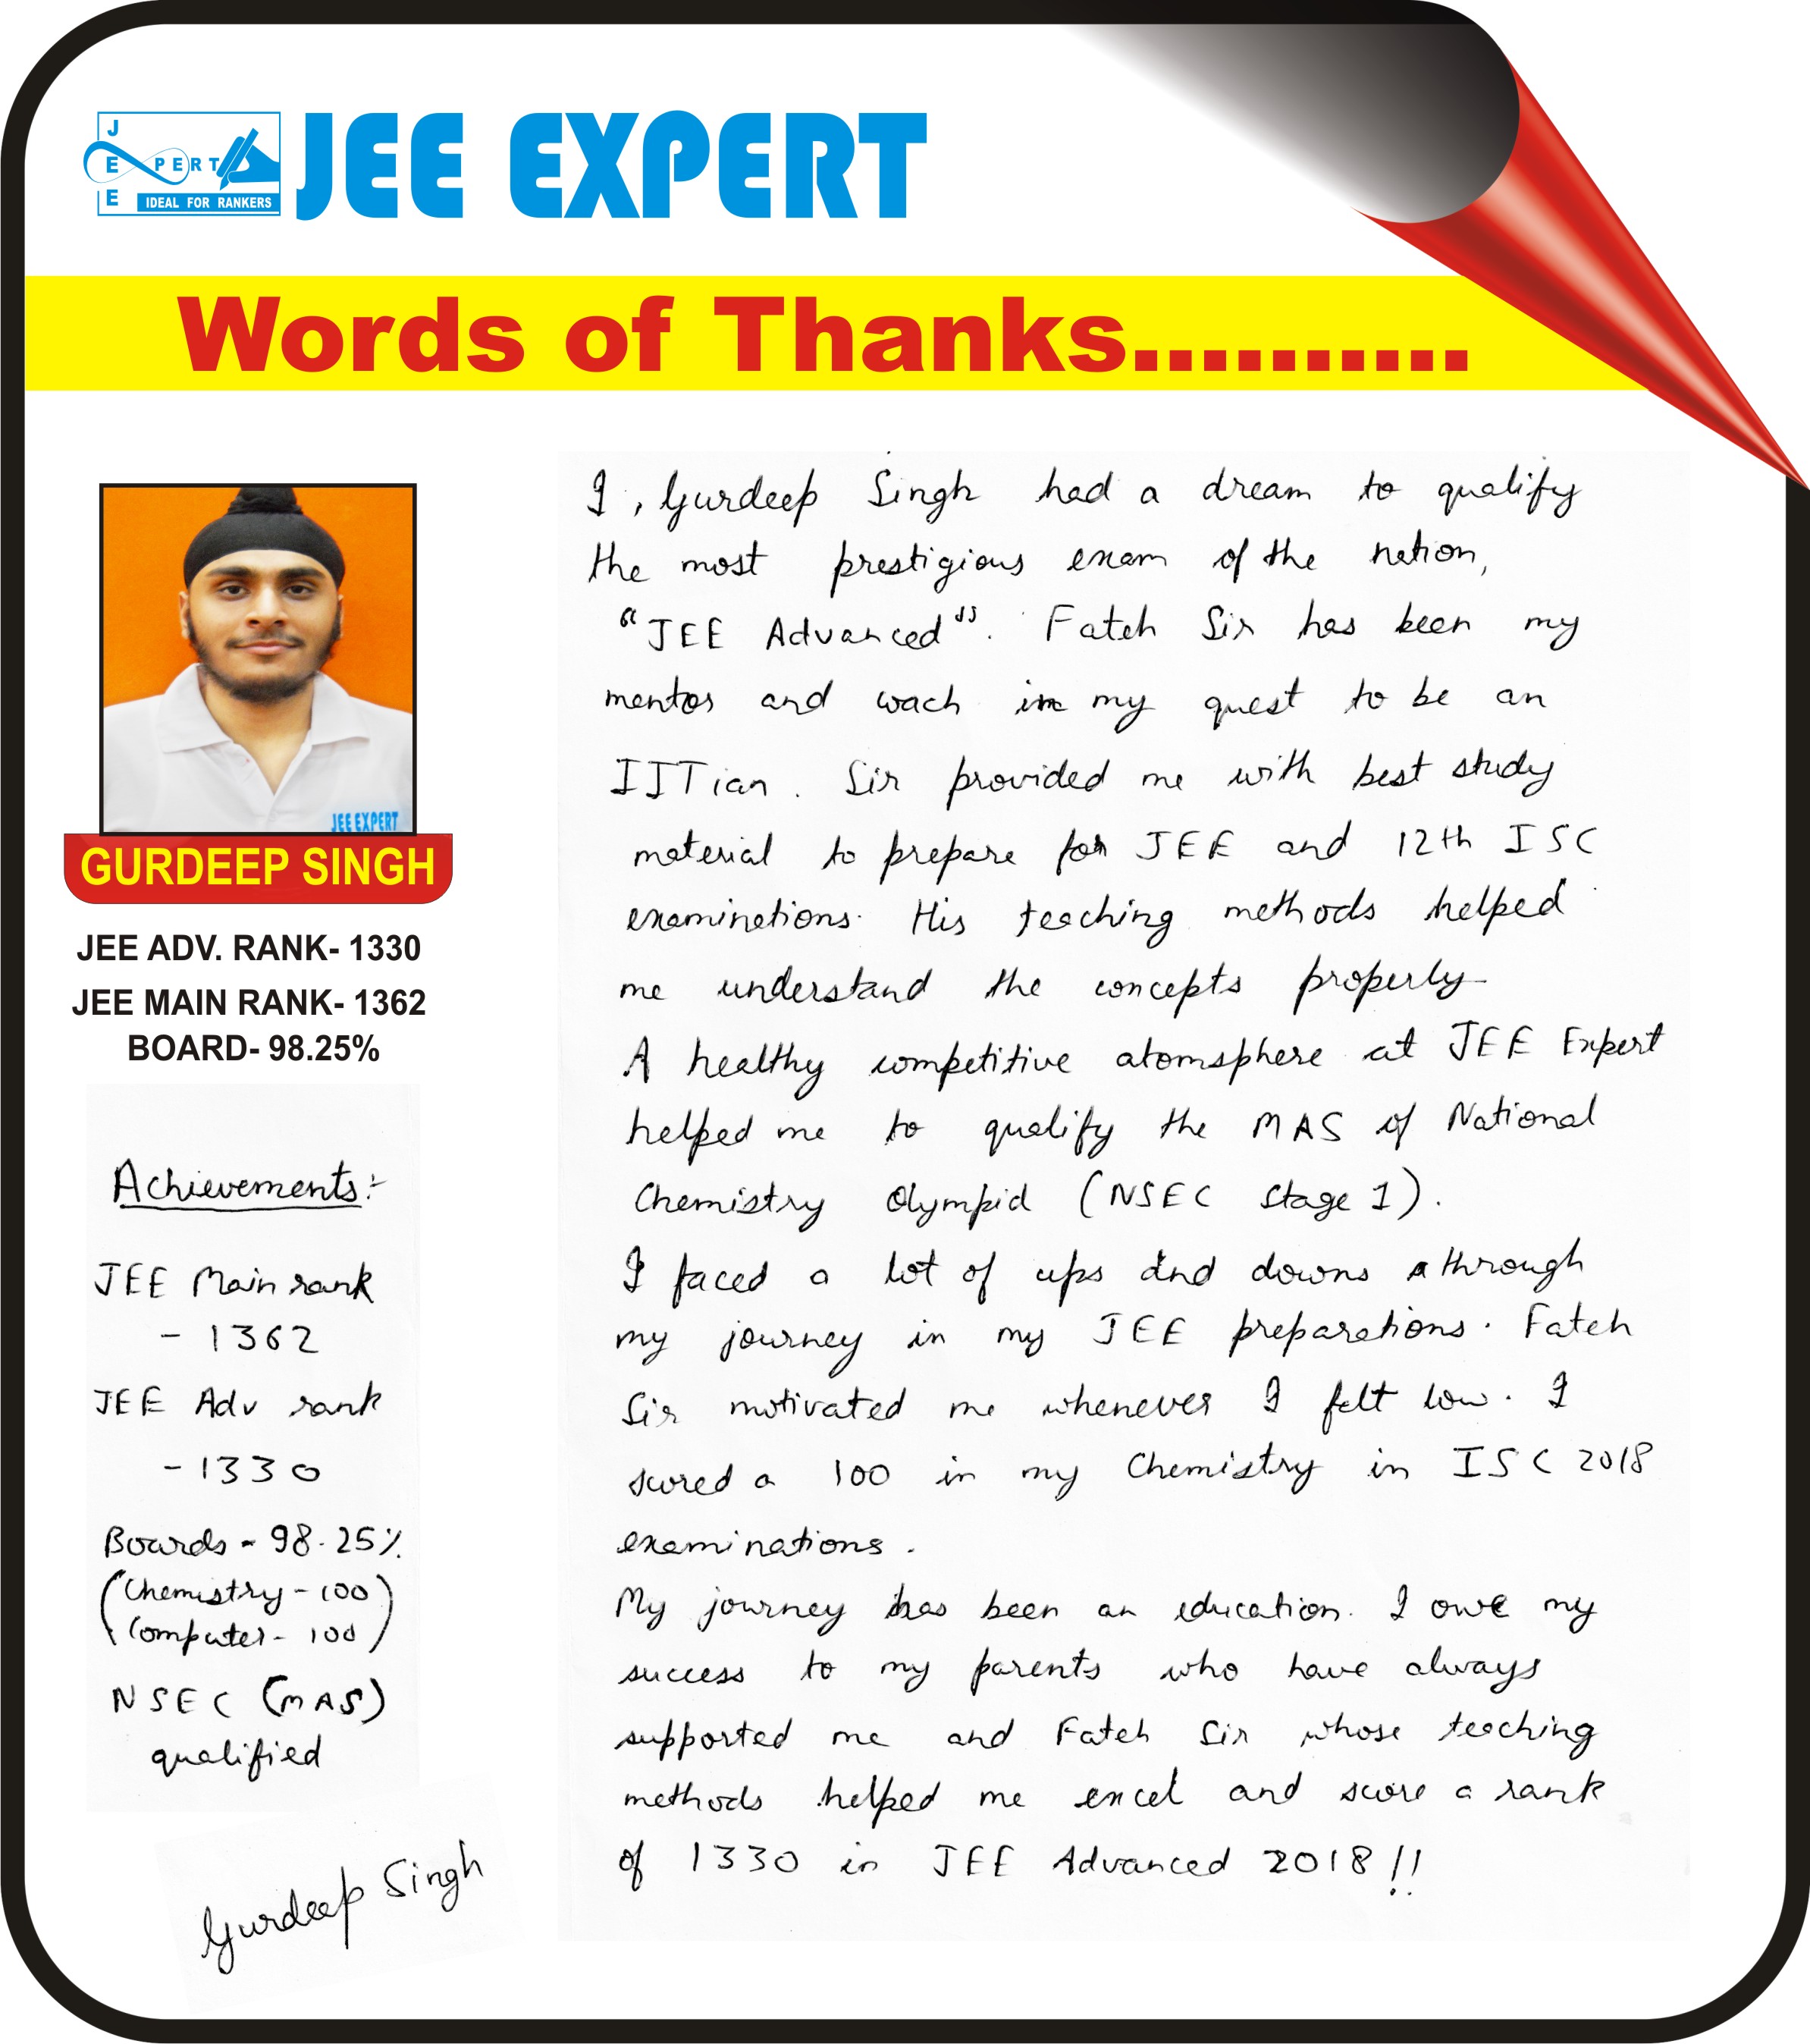 J
E PERT
E IDEAL FOR RANKERS
JEE EXPERT
Words of Thanks..........
JEE EXPERT
GURDEEP SINGH
JEE ADV. RANK- 1330
JEE MAIN RANK- 1362
BOARD- 98.25%
Achievements:-
JEE Main rank
- 1362
JEE Adv rank
- 1330
Boards - 98.25%
(Chemistry - 100
Computer - 100)
NSEC (MAS)
qualified
Gurdeep Singh
I, Gurdeep Singh had a dream to qualify
the most prestigious exam of the nation,
"JEE Advanced". Fateh Sir has been my
mentor and coach in my quest to be an
IITian. Sir provided me with best study
material to prepare for JEE and 12th ISC
examinations. His teaching methods helped
me understand the concepts properly
A healthy competitive atomsphere at JEE Expert
helped me to qualify the MAS of National
Chemistry Olympid (NSEC Stage 1).
I faced a lot of ups and downs through
my journey in my JEE preparations. Fateh
Sir motivated me whenever I felt low. I
scored a 100 in my Chemistry in ISC 2018
examinations.
My journey has been an education. I owe my
success to my parents who have always
supported me and Fateh Sir whose teaching
methods helped me excel and score a rank
of 1330 in JEE Advanced 2018!!